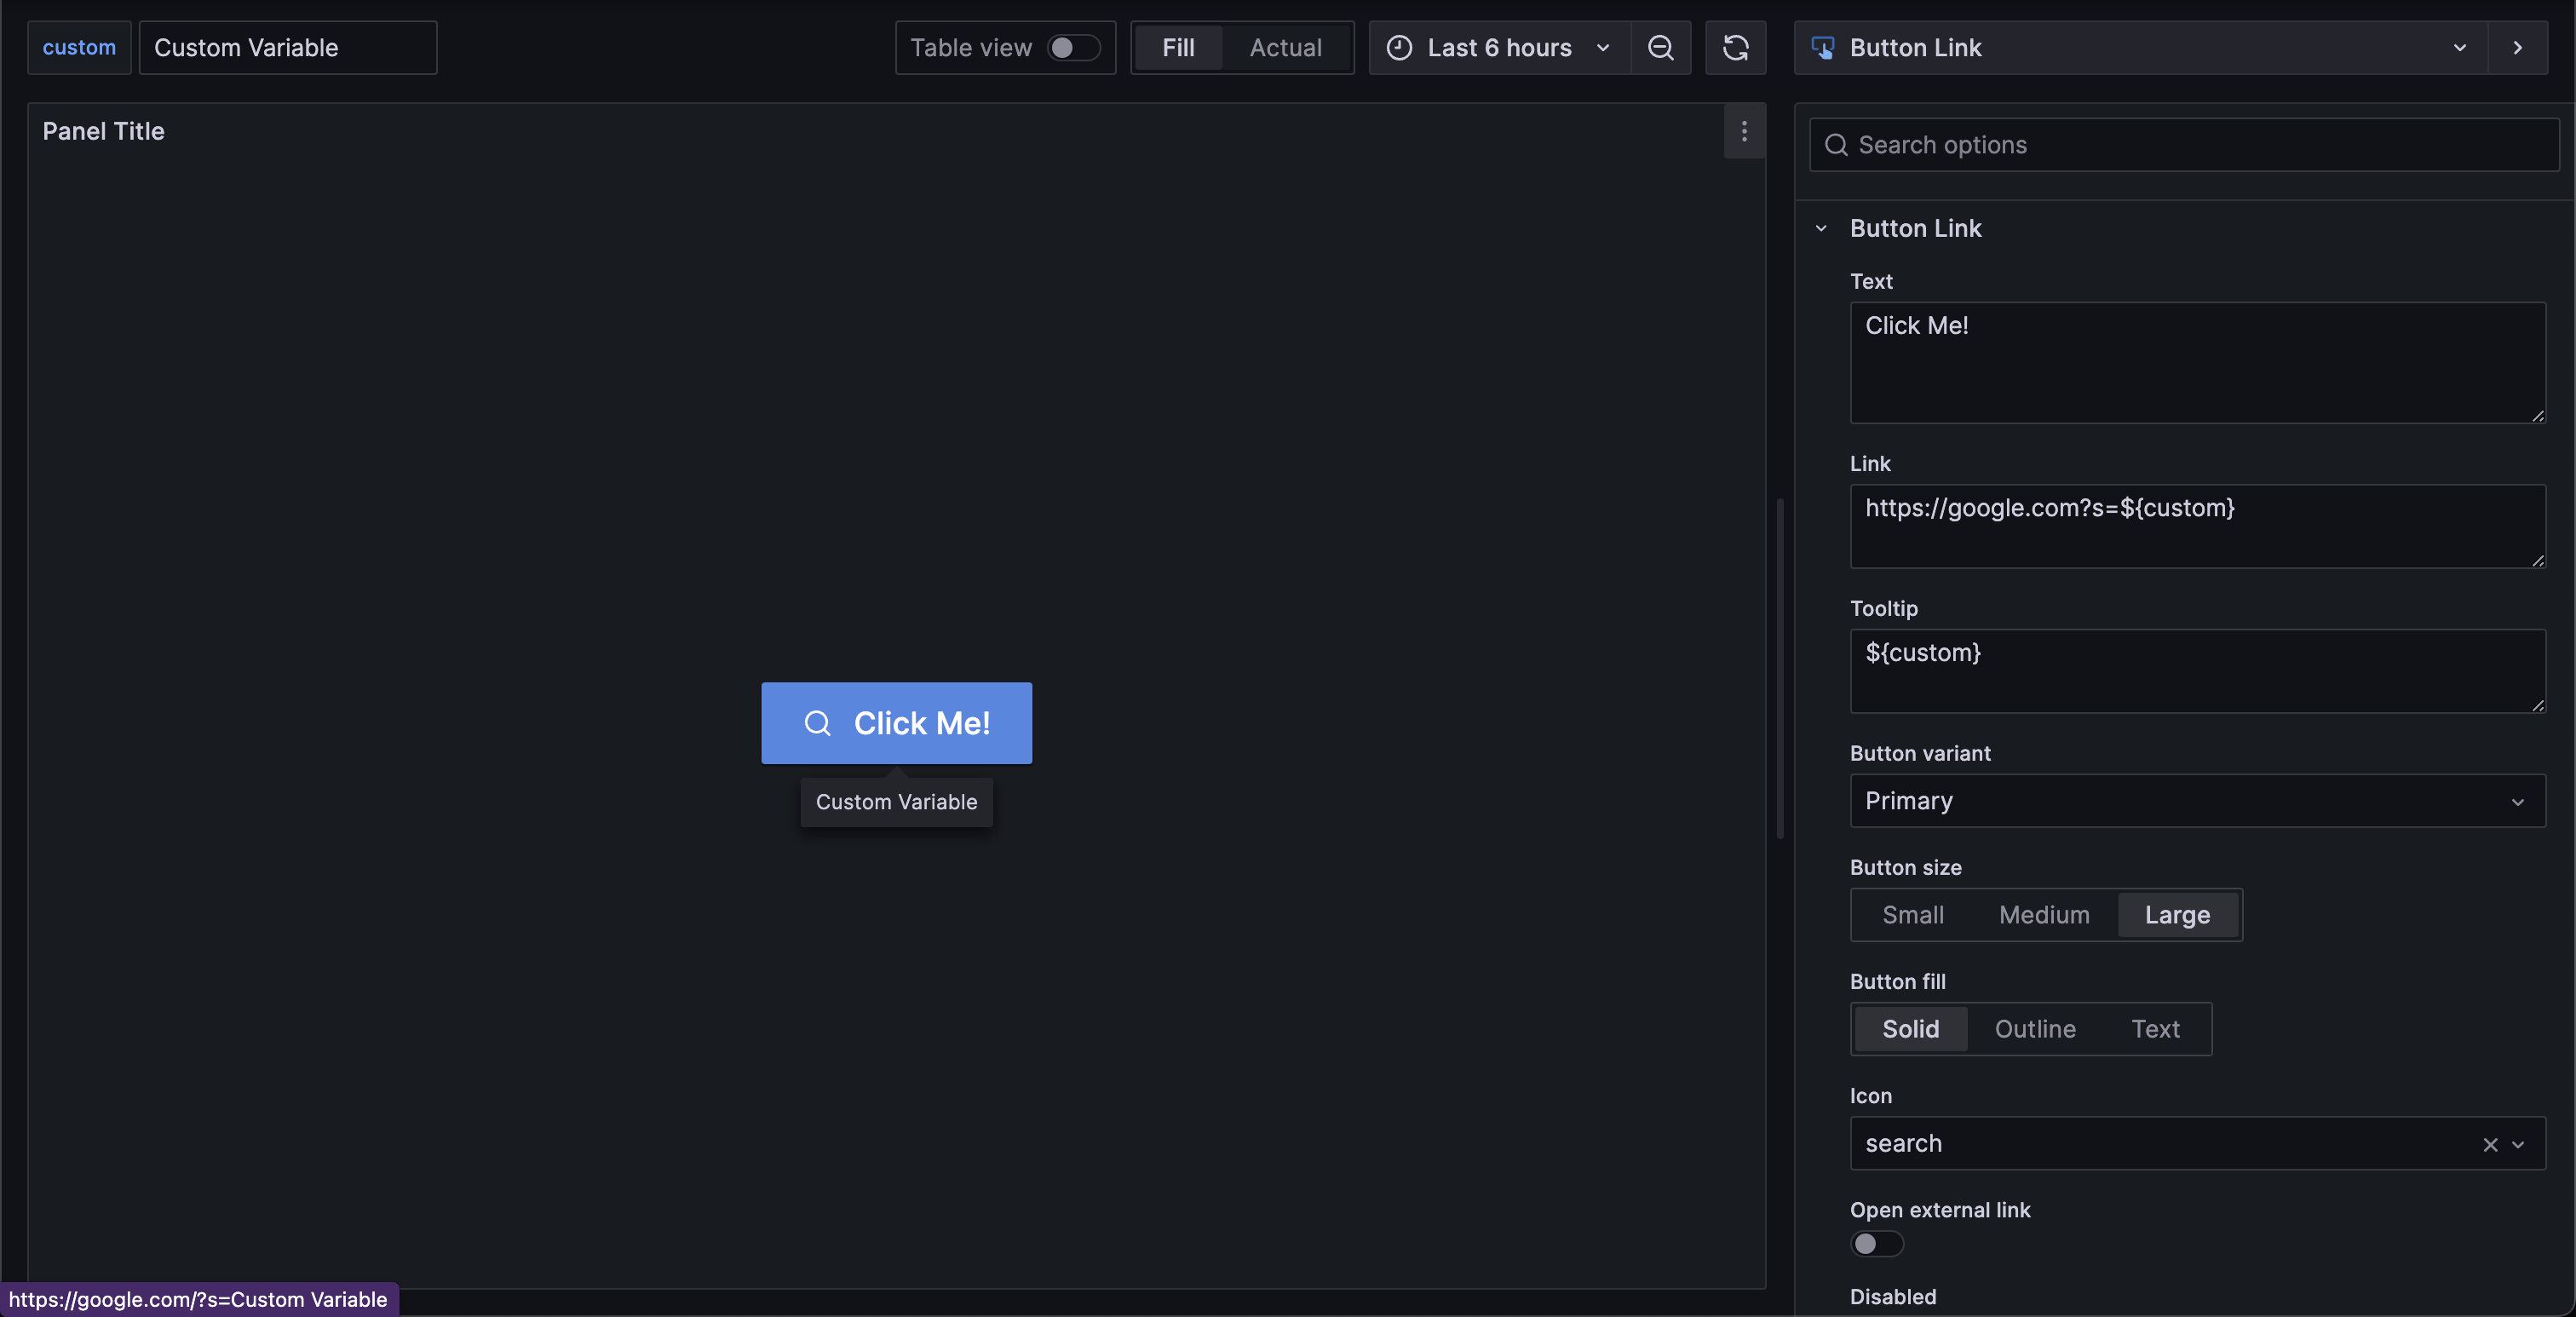 custom
Custom Variable
Table view
Fill
Actual
Last 6 hours
Button Link
Panel Title
Click Me!
Custom Variable
https://google.com/?s=Custom Variable
Search options
Button Link
Text
Click Me!
Link
https://google.com?s=${custom}
Tooltip
${custom}
Button variant
Primary
Button size
Small
Medium
Large
Button fill
Solid
Outline
Text
Icon
search
Open external link
Disabled